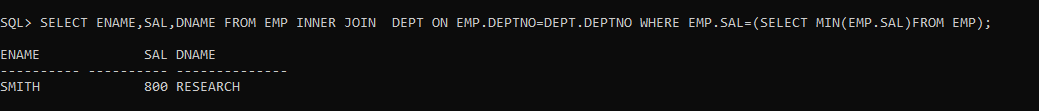 SQL> SELECT ENAME,SAL,DNAME FROM EMP INNER JOIN  DEPT ON EMP.DEPTNO=DEPT.DEPTNO WHERE EMP.SAL=(SELECT MIN(EMP.SAL)FROM EMP);
ENAME             SAL DNAME
---------- ---------- --------------
SMITH             800 RESEARCH